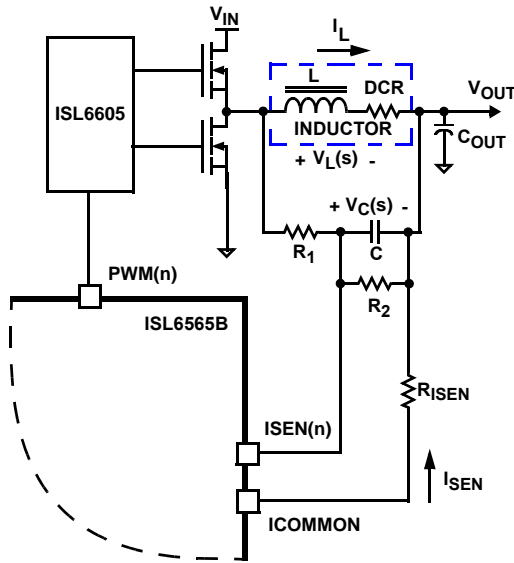 V_IN
I_L
L
DCR
V_OUT
ISL6605
INDUCTOR
C_OUT
+ V_L(s) -
+ V_C(s) -
R_1
C
PWM(n)
R_2
ISL6565B
R_ISEN
ISEN(n)
I_SEN
ICOMMON